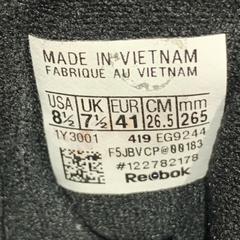 MADE IN VIETNAM
FABRIQUE AU VIETNAM
USA UK EUR CM mm
8½ 7½ 41 26.5 265
1Y3001 419 EG9244
F5JBVCP@00183
#122782178
Reebok